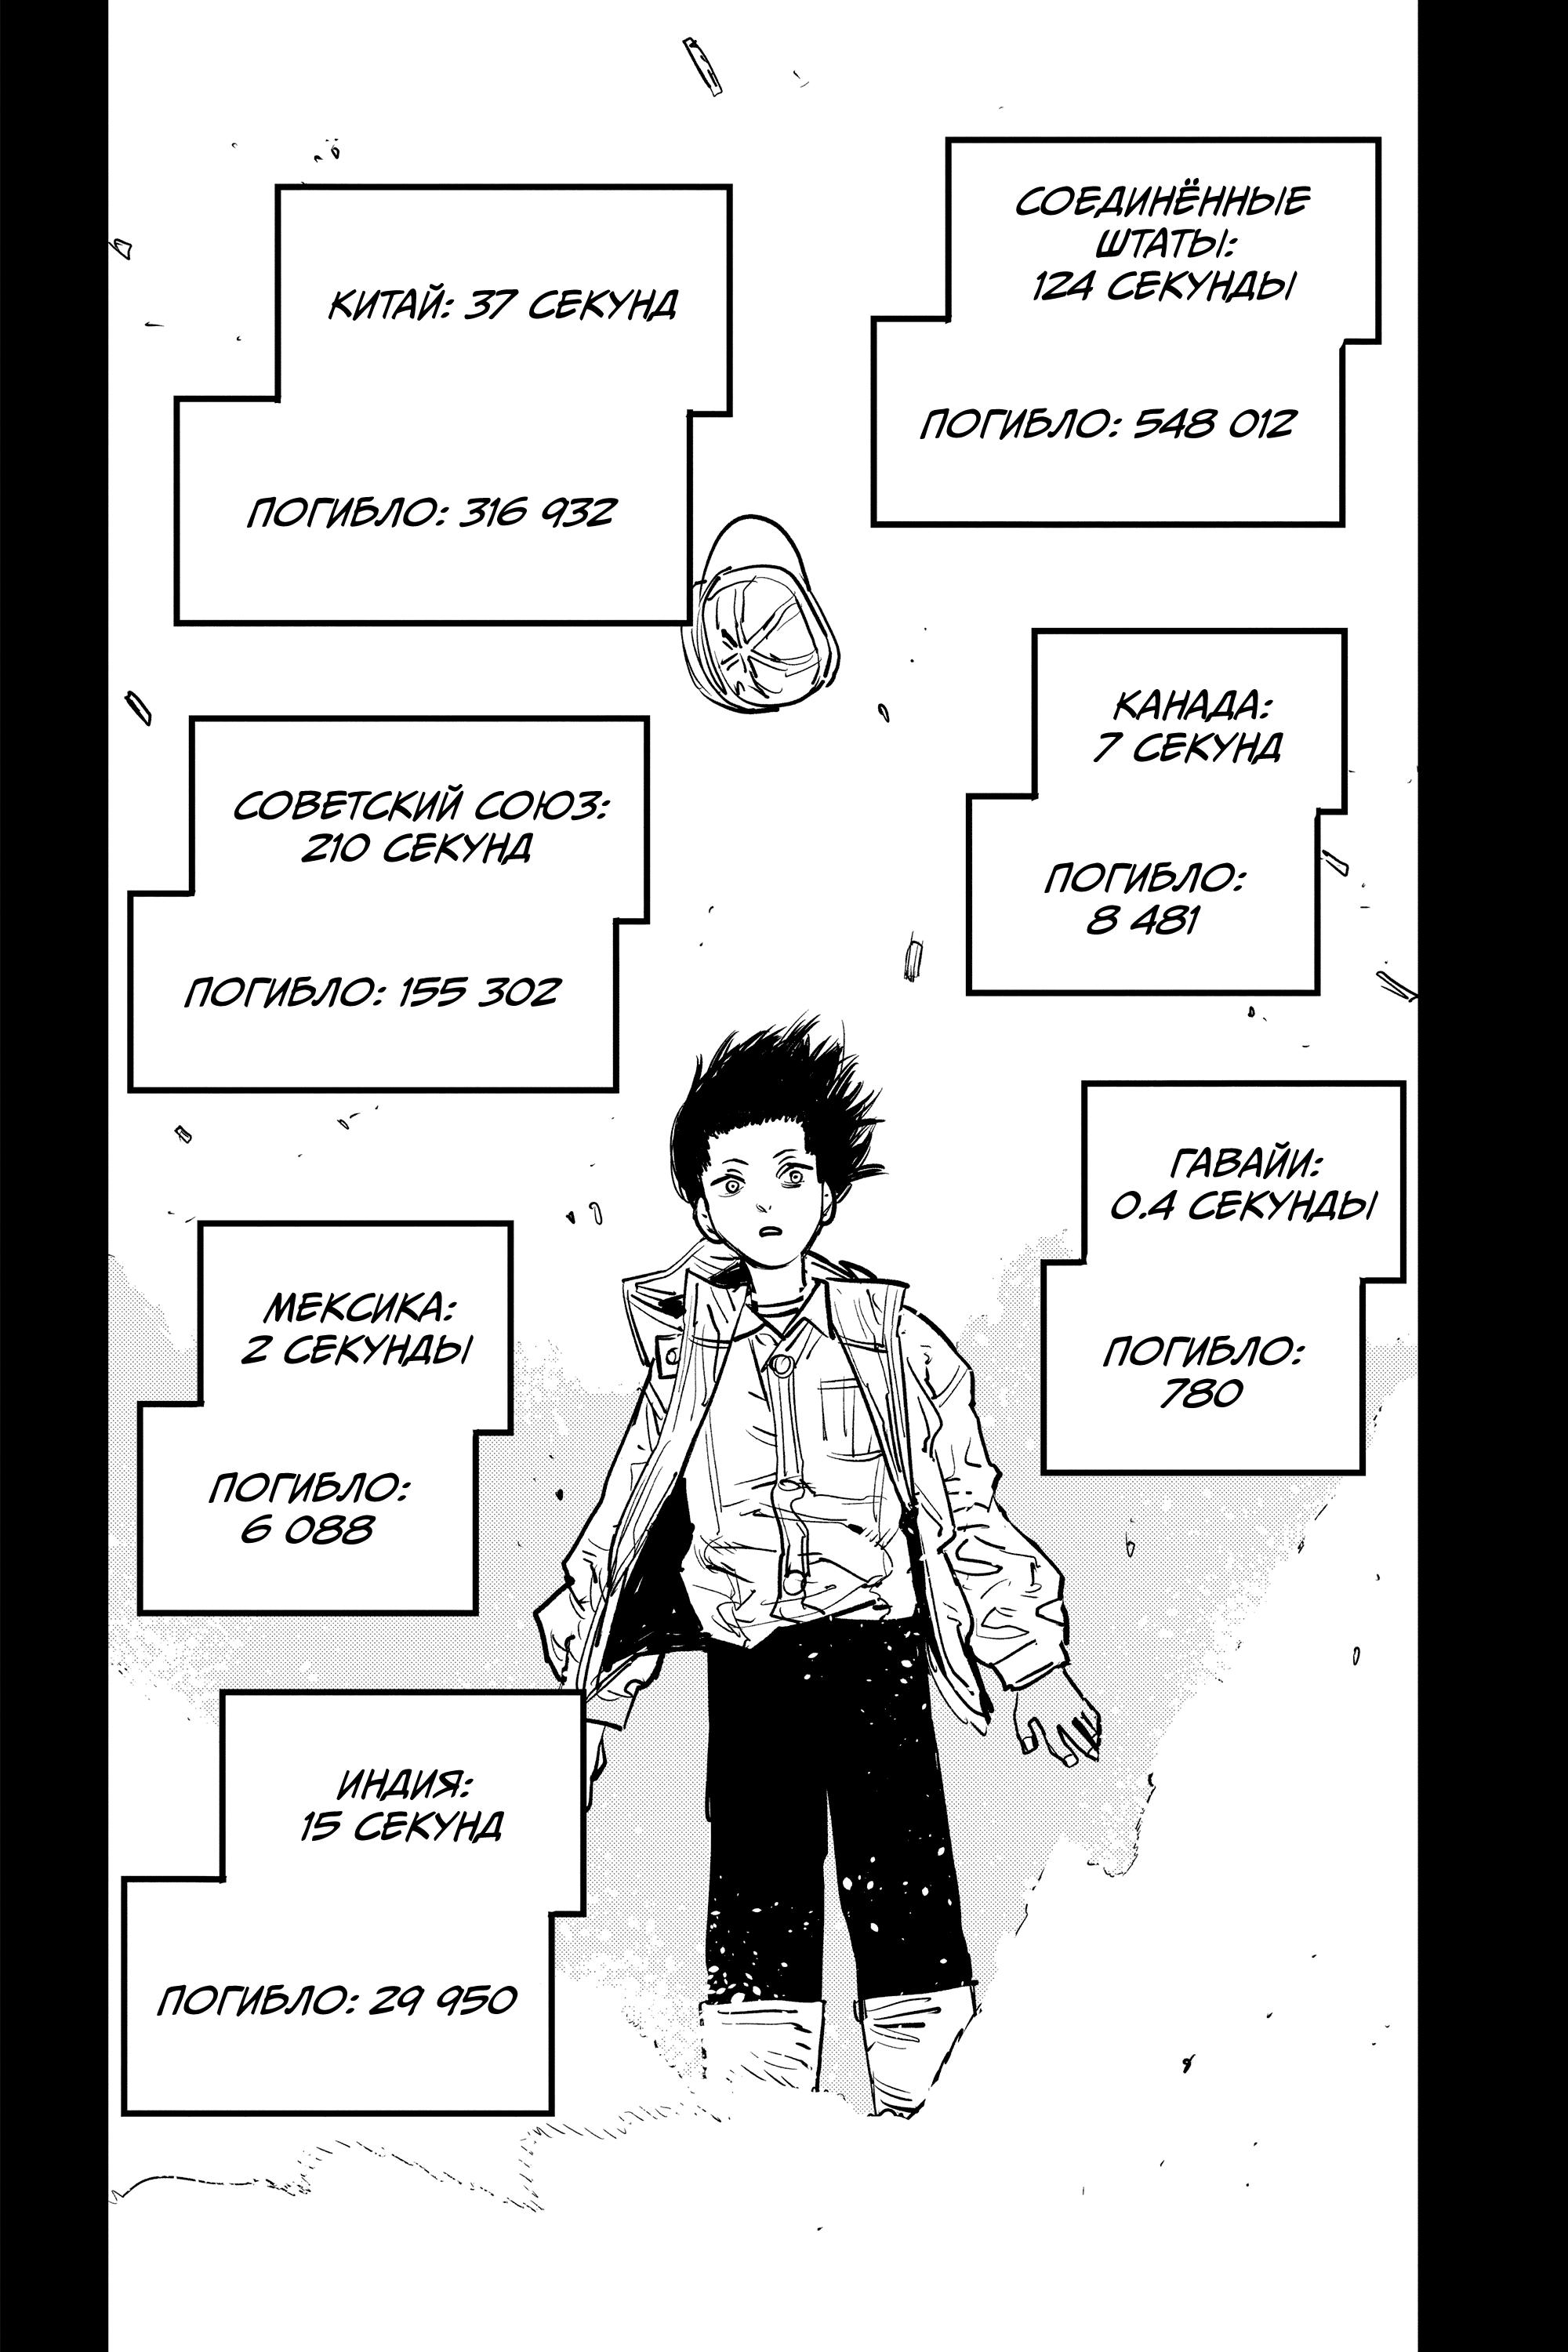 СОЕДИНЁННЫЕ
ШТАТЫ:
124 СЕКУНДЫ
ПОГИБЛО: 548 012
КИТАЙ: 37 СЕКУНД
ПОГИБЛО: 316 932
КАНАДА:
7 СЕКУНД
ПОГИБЛО:
8 481
СОВЕТСКИЙ СОЮЗ:
210 СЕКУНД
ПОГИБЛО: 155 302
ГАВАЙИ:
0.4 СЕКУНДЫ
ПОГИБЛО:
780
МЕКСИКА:
2 СЕКУНДЫ
ПОГИБЛО:
6 088
ИНДИЯ:
15 СЕКУНД
ПОГИБЛО: 29 950